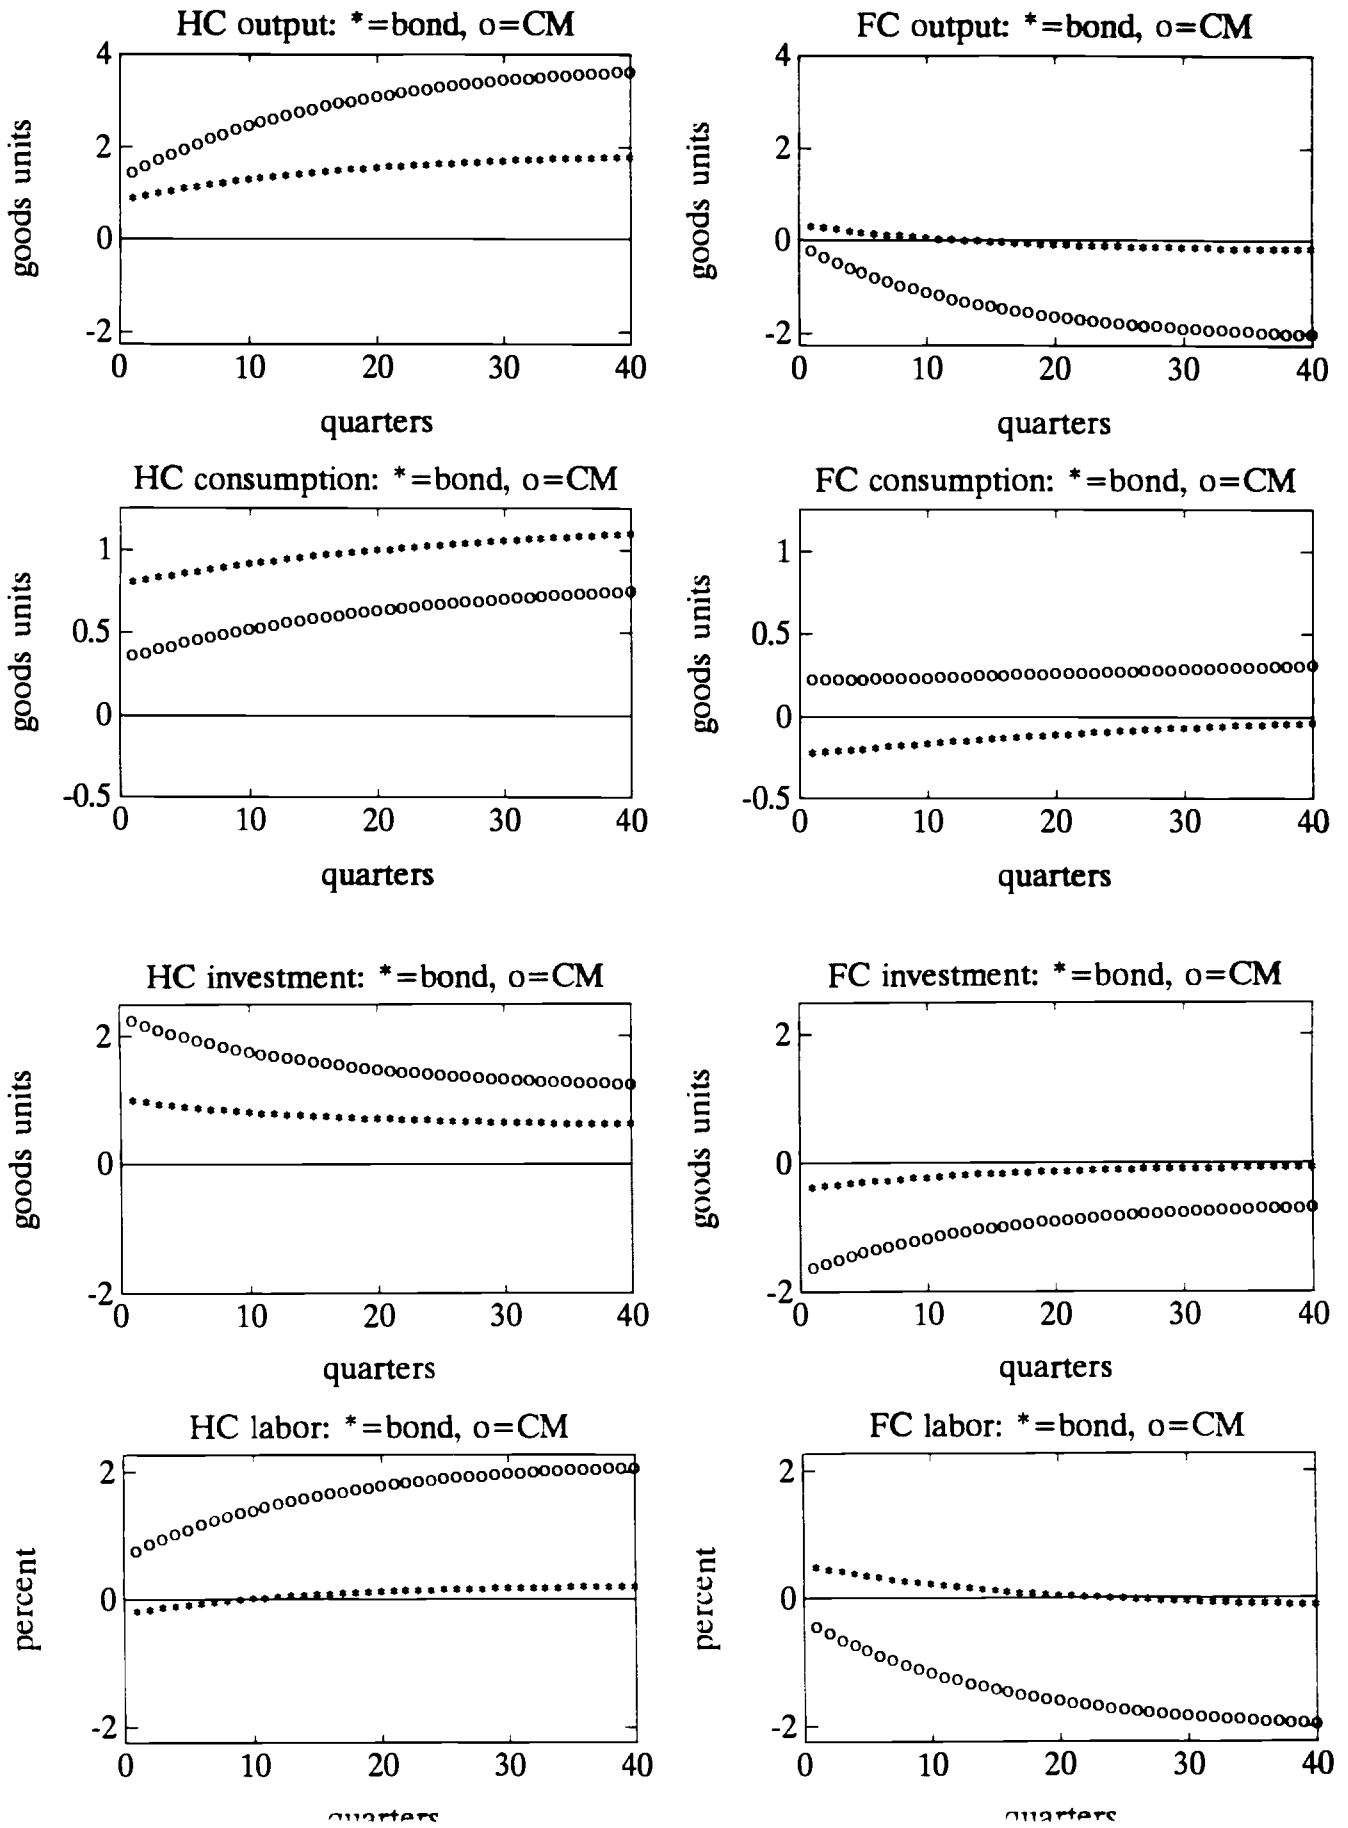 HC output: *=bond, o=CM
4
2
0
-2
goods units
0 10 20 30 40
quarters
FC output: *=bond, o=CM
4
2
0
-2
goods units
0 10 20 30 40
quarters
HC consumption: *=bond, o=CM
1
0.5
0
-0.5
goods units
0 10 20 30 40
quarters
FC consumption: *=bond, o=CM
1
0.5
0
-0.5
goods units
0 10 20 30 40
quarters
HC investment: *=bond, o=CM
2
0
-2
goods units
0 10 20 30 40
quarters
FC investment: *=bond, o=CM
2
0
-2
goods units
0 10 20 30 40
quarters
HC labor: *=bond, o=CM
2
0
-2
percent
0 10 20 30 40
quarters
FC labor: *=bond, o=CM
2
0
-2
percent
0 10 20 30 40
quarters